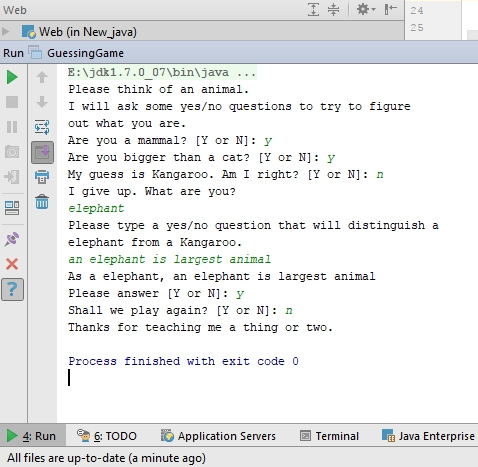 Web
24
Web (in New_java)
25
Run GuessingGame
E:\jdk1.7.0_07\bin\java ...
Please think of an animal.
I will ask some yes/no questions to try to figure
out what you are.
Are you a mammal? [Y or N]: y
Are you bigger than a cat? [Y or N]: y
My guess is Kangaroo. Am I right? [Y or N]: n
I give up. What are you?
elephant
Please type a yes/no question that will distinguish a
elephant from a Kangaroo.
an elephant is largest animal
As a elephant, an elephant is largest animal
Please answer [Y or N]: y
Shall we play again? [Y or N]: n
Thanks for teaching me a thing or two.
Process finished with exit code 0
4: Run 6: TODO Application Servers Terminal Java Enterprise
All files are up-to-date (a minute ago)